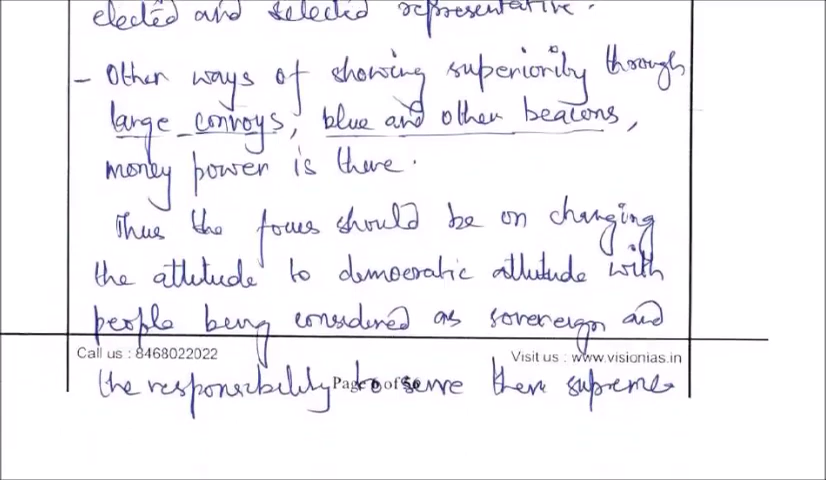 elected and selected representative.
- Other ways of showing superiority through
large convoys, blue and other beacons,
money power is there.
Thus the focus should be on changing
the attitude to democratic attitude with
people being considered as sovereign and
Call us : 8468022022
Visit us : www.visionias.in
the responsibility to serve them supreme.